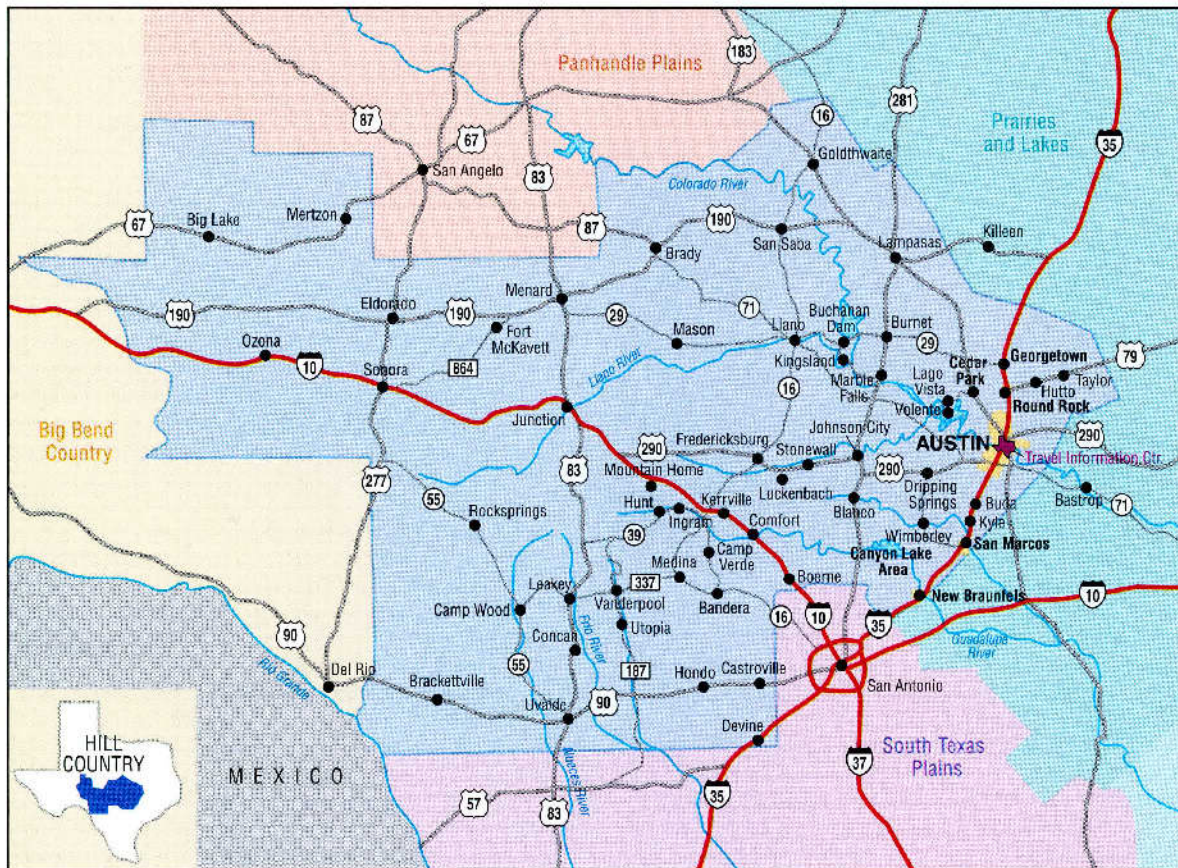 183
Panhandle Plains
16
281
87
67
Prairies
and Lakes
35
Goldthwaite
San Angelo
83
Colorado River
67
Big Lake
Mertzon
87
190
San Saba
Lampasas
Killeen
Brady
190
Eldorado
190
Menard
29
71
Buchanan
Dam
Burnet
Ozona
Fort
McKavett
Mason
Llano
29
Georgetown
79
10
864
Llano River
Kingsland
Cedar
Park
Sonora
16
Marble
Falls
Lago
Vista
Hutto
Taylor
Round Rock
Volente
Junction
Johnson City
AUSTIN
Big Bend
Country
290
Fredericksburg
Stonewall
290
290
Travel Information Ctr.
277
83
Mountain Home
Luckenbach
Dripping
Springs
Bastrop
71
55
Rocksprings
Hunt
Kerrville
Blanco
Buda
Ingram
Comfort
Kyla
39
Wimberley
San Marcos
Camp
Verde
Canyon Lake
Area
Leakey
Medina
Boerne
337
New Braunfels
10
Camp Wood
Vanderpool
Bandera
90
Utopia
16
10
35
Concan
Frio River
Guadalupe
River
55
187
Del Rio
Hondo
Castroville
Rio Grande
Brackettville
San Antonio
Uvalde
90
Devine
HILL
COUNTRY
MEXICO
Nueces River
South Texas
Plains
37
35
57
83